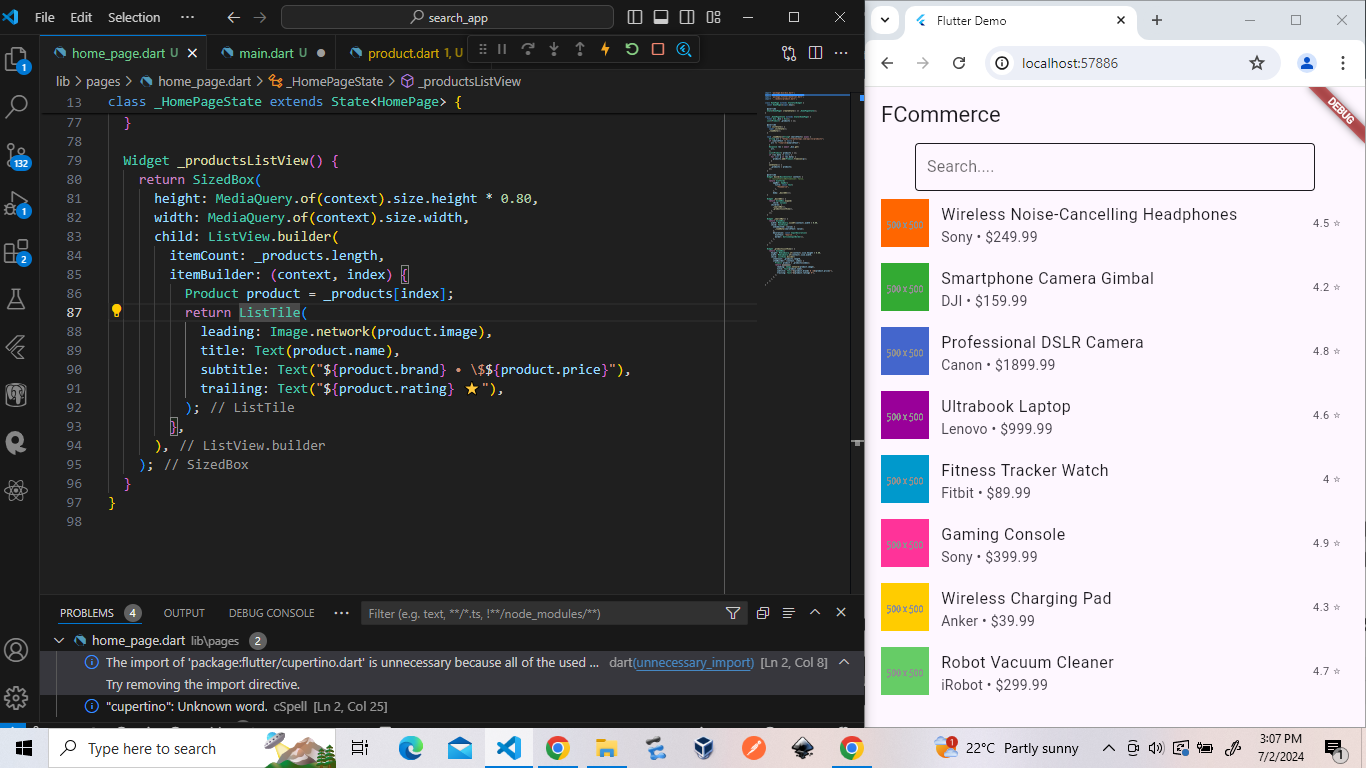 File Edit Selection ··· search_app
home_page.dart U main.dart U product.dart 1, U
lib > pages > home_page.dart > _HomePageState > _productsListView
13 class _HomePageState extends State<HomePage> {
77 }
78
79 Widget _productsListView() {
80 return SizedBox(
81 height: MediaQuery.of(context).size.height * 0.80,
82 width: MediaQuery.of(context).size.width,
83 child: ListView.builder(
84 itemCount: _products.length,
85 itemBuilder: (context, index) {
86 Product product = _products[index];
87 return ListTile(
88 leading: Image.network(product.image),
89 title: Text(product.name),
90 subtitle: Text("${product.brand} • \$${product.price}"),
91 trailing: Text("${product.rating} ⭐"),
92 ); // ListTile
93 },
94 ), // ListView.builder
95 ); // SizedBox
96 }
97 }
98
1
132
1
2
PROBLEMS 4 OUTPUT DEBUG CONSOLE ··· Filter (e.g. text, **/*.ts, !**/node_modules/**)
home_page.dart lib\pages 2
The import of 'package:flutter/cupertino.dart' is unnecessary because all of the used ... dart(unnecessary_import) [Ln 2, Col 8]
Try removing the import directive.
"cupertino": Unknown word. cSpell [Ln 2, Col 25]
Flutter Demo
localhost:57886
DEBUG
FCommerce
Search....
500 x 500 Wireless Noise-Cancelling Headphones 4.5 ☆
Sony • $249.99
500 x 500 Smartphone Camera Gimbal 4.2 ☆
DJI • $159.99
500 x 500 Professional DSLR Camera 4.8 ☆
Canon • $1899.99
500 x 500 Ultrabook Laptop 4.6 ☆
Lenovo • $999.99
500 x 500 Fitness Tracker Watch 4 ☆
Fitbit • $89.99
500 x 500 Gaming Console 4.9 ☆
Sony • $399.99
500 x 500 Wireless Charging Pad 4.3 ☆
Anker • $39.99
500 x 500 Robot Vacuum Cleaner 4.7 ☆
iRobot • $299.99
Type here to search
1 22°C Partly sunny
3:07 PM
7/2/2024
1